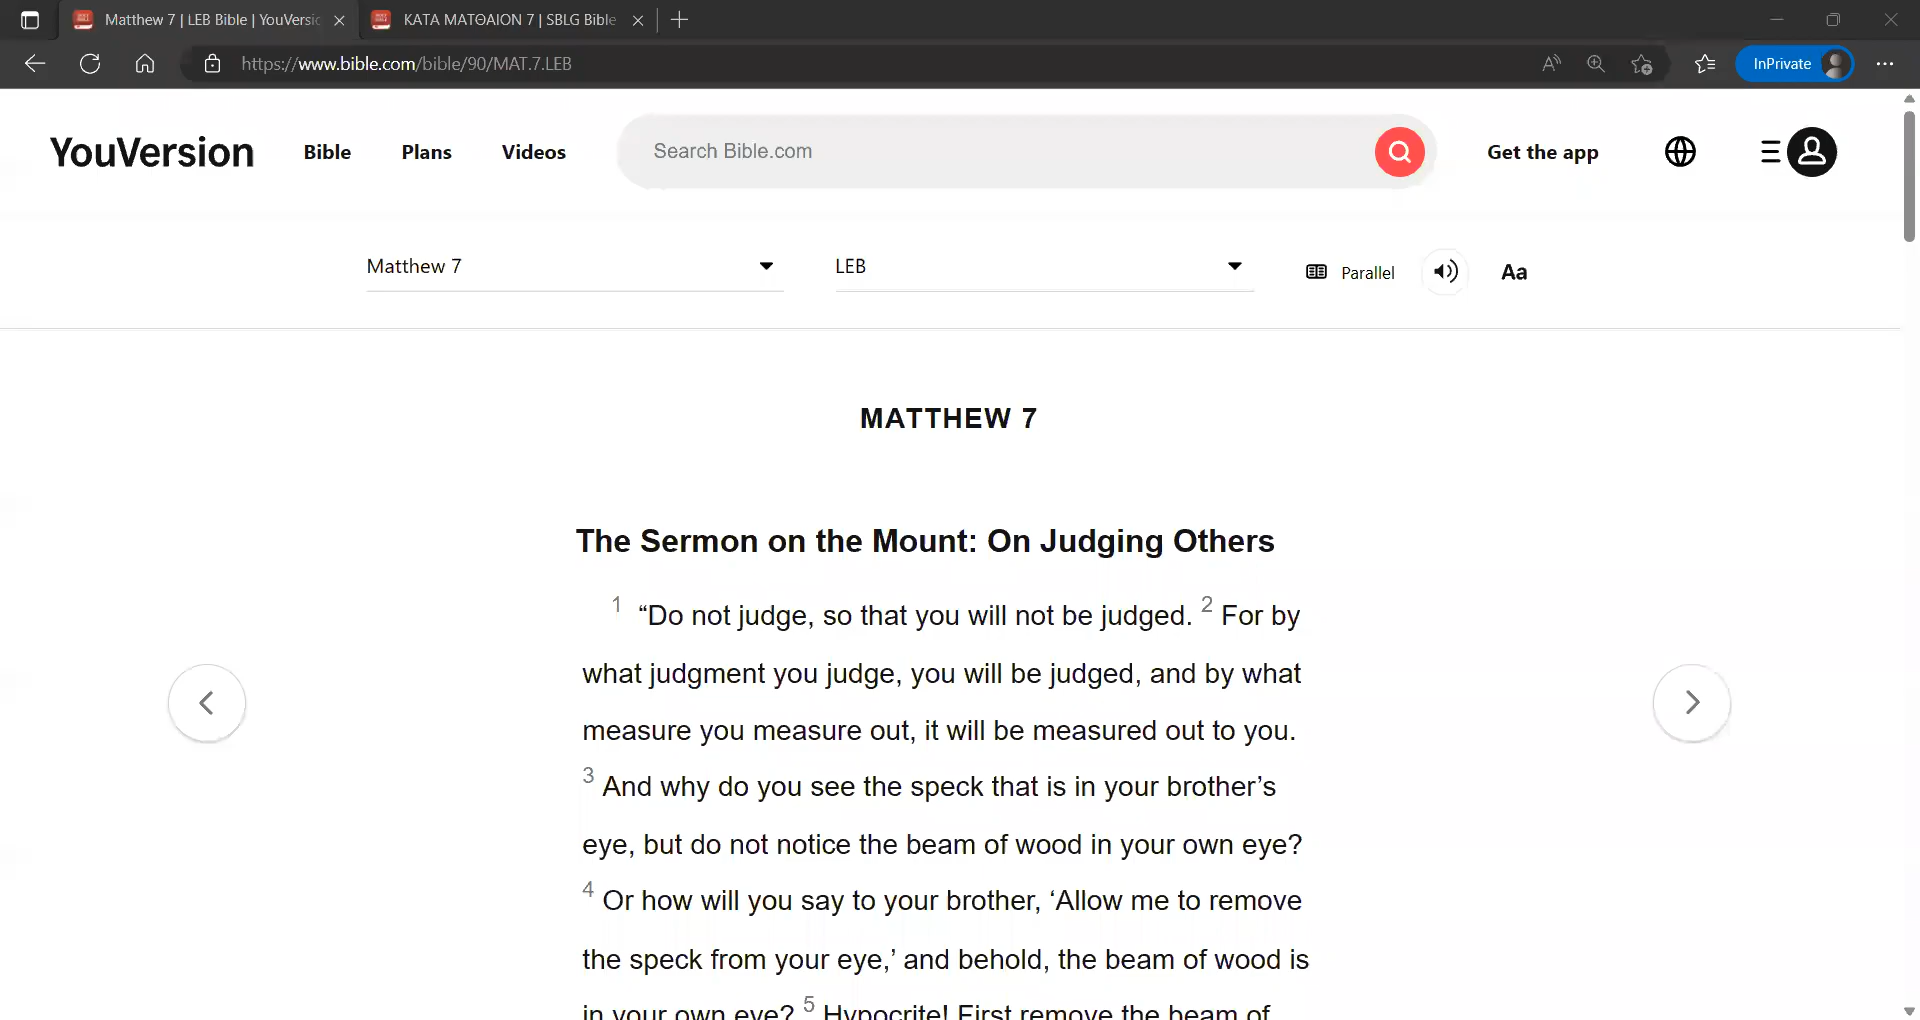 Matthew 7 | LEB Bible | YouVersic
ΚΑΤΑ ΜΑΤΘΑΙΟΝ 7 | SBLG Bible
https://www.bible.com/bible/90/MAT.7.LEB
InPrivate
YouVersion
Bible
Plans
Videos
Search Bible.com
Get the app
Matthew 7
LEB
Parallel
Aa
MATTHEW 7
The Sermon on the Mount: On Judging Others
1 “Do not judge, so that you will not be judged. 2 For by
what judgment you judge, you will be judged, and by what
measure you measure out, it will be measured out to you.
3 And why do you see the speck that is in your brother’s
eye, but do not notice the beam of wood in your own eye?
4 Or how will you say to your brother, ‘Allow me to remove
the speck from your eye,’ and behold, the beam of wood is
in your own eye? 5 Hypocrite! First remove the beam of